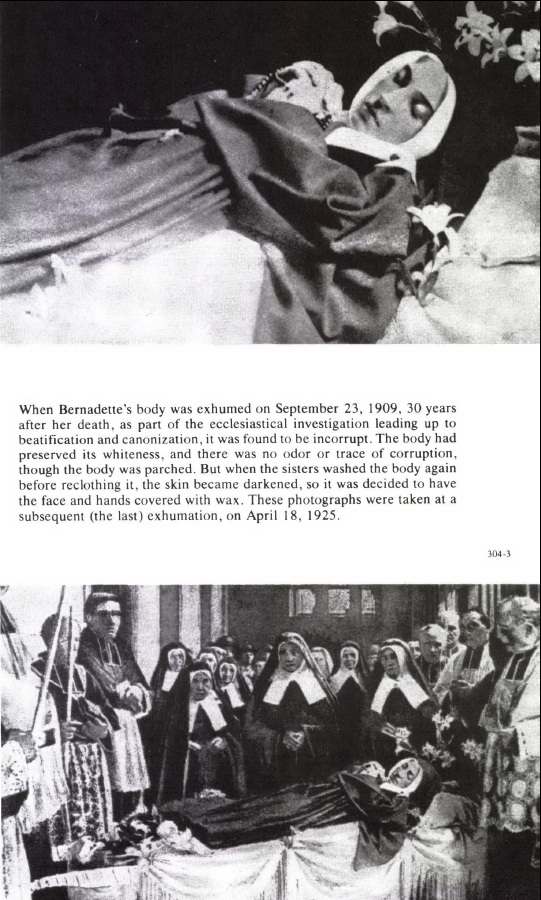 When Bernadette's body was exhumed on September 23, 1909, 30 years
after her death, as part of the ecclesiastical investigation leading up to
beatification and canonization, it was found to be incorrupt. The body had
preserved its whiteness, and there was no odor or trace of corruption,
though the body was parched. But when the sisters washed the body again
before reclothing it, the skin became darkened, so it was decided to have
the face and hands covered with wax. These photographs were taken at a
subsequent (the last) exhumation, on April 18, 1925.
304-3